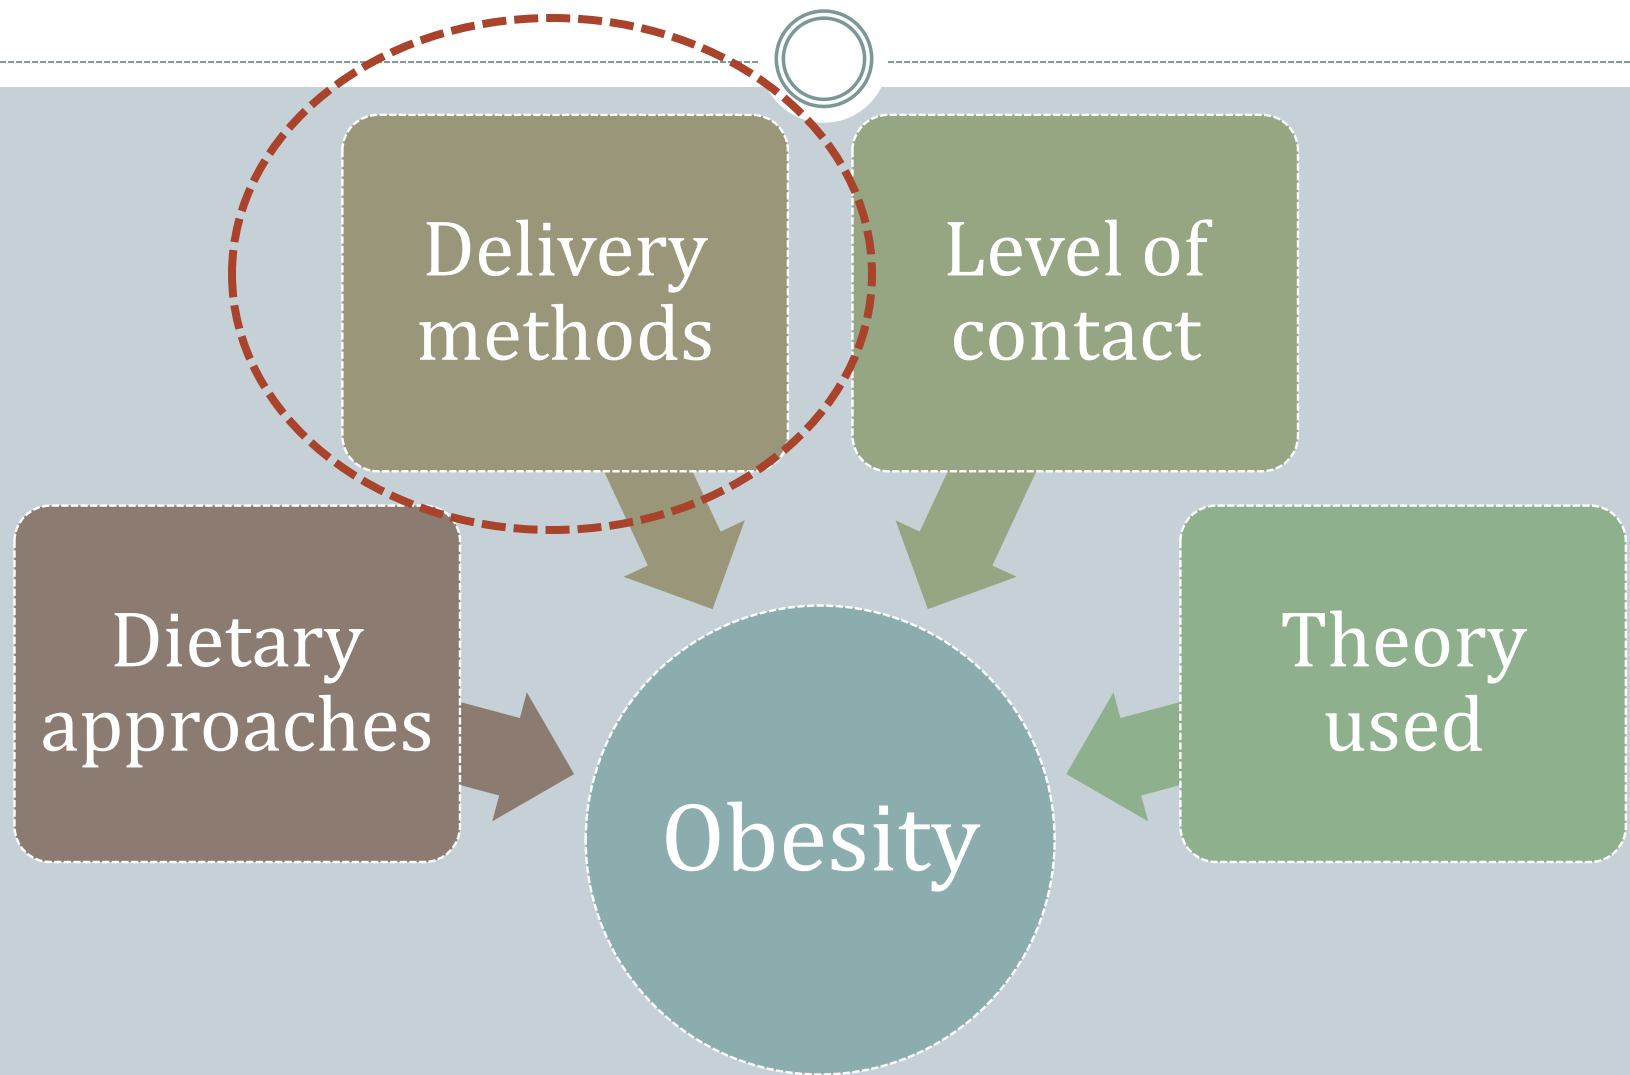 Delivery
methods
Level of
contact
Dietary
approaches
Theory
used
Obesity